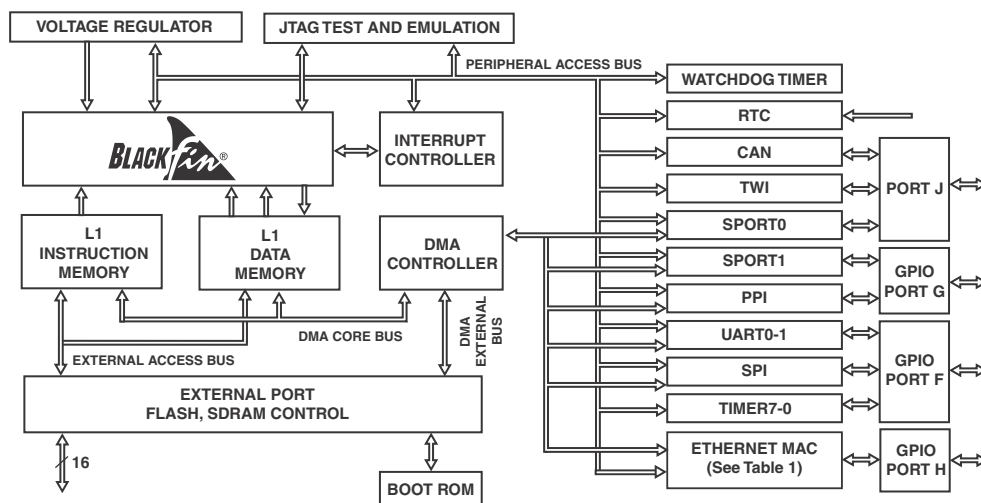 VOLTAGE REGULATOR
JTAG TEST AND EMULATION
PERIPHERAL ACCESS BUS
WATCHDOG TIMER
RTC
BLACKfin®
INTERRUPT
CONTROLLER
CAN
TWI
SPORT0
PORT J
L1
INSTRUCTION
MEMORY
L1
DATA
MEMORY
DMA
CONTROLLER
SPORT1
PPI
GPIO
PORT G
DMA CORE BUS
DMA
EXTERNAL
BUS
EXTERNAL ACCESS BUS
UART0-1
SPI
TIMER7-0
GPIO
PORT F
EXTERNAL PORT
FLASH, SDRAM CONTROL
16
BOOT ROM
ETHERNET MAC
(See Table 1)
GPIO
PORT H